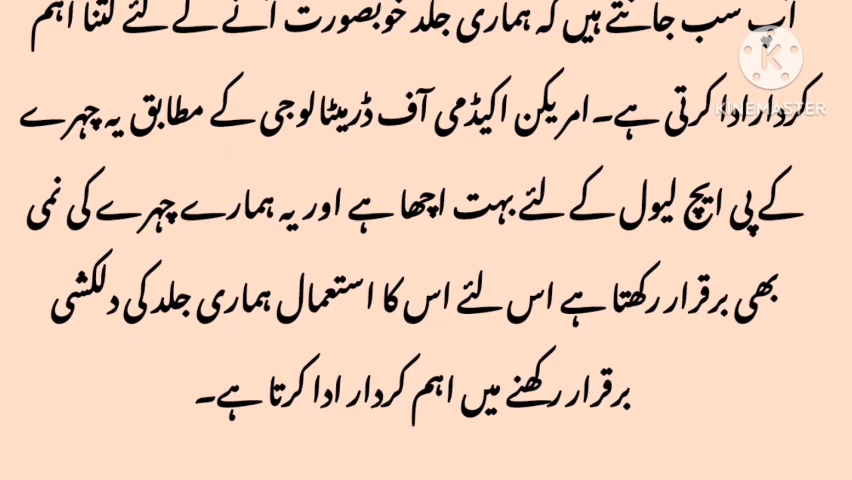 آپ سب جانتے ہیں کہ ہماری جلد خوبصورت آنے کے لئے کتنا اہم
کردار ادا کرتی ہے۔ امریکن اکیڈمی آف ڈرمیٹالوجی کے مطابق یہ چہرے
کے پی ایچ لیول کے لئے بہت اچھا ہے اور یہ ہمارے چہرے کی نمی
بھی برقرار رکھتا ہے اس لئے اس کا استعمال ہماری جلد کی دلکشی
برقرار رکھنے میں اہم کردار ادا کرتا ہے۔
K
KINEMASTER